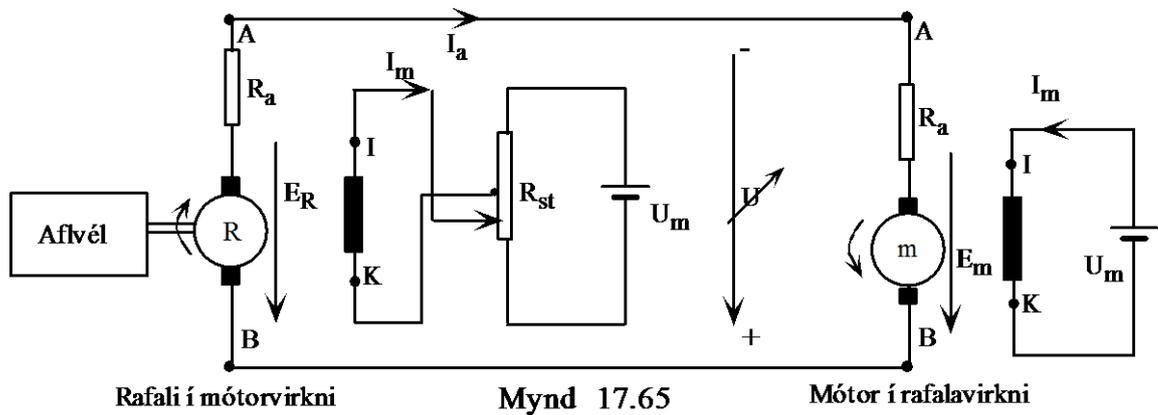 A
A
I_a
-
I_m
R_a
I_m
R_a
I
I
E_R
R_st
U
Aflvél
R
U_m
m
E_m
U_m
K
K
+
B
B
Rafali í mótorvirkni
Mynd 17.65
Mótor í rafalavirkni